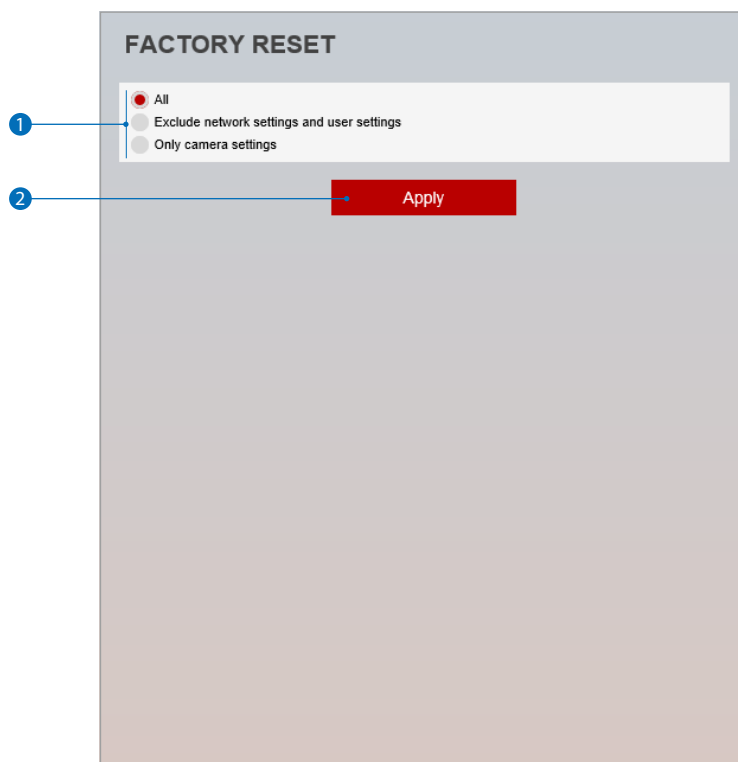 FACTORY RESET
1
All
Exclude network settings and user settings
Only camera settings
2
Apply